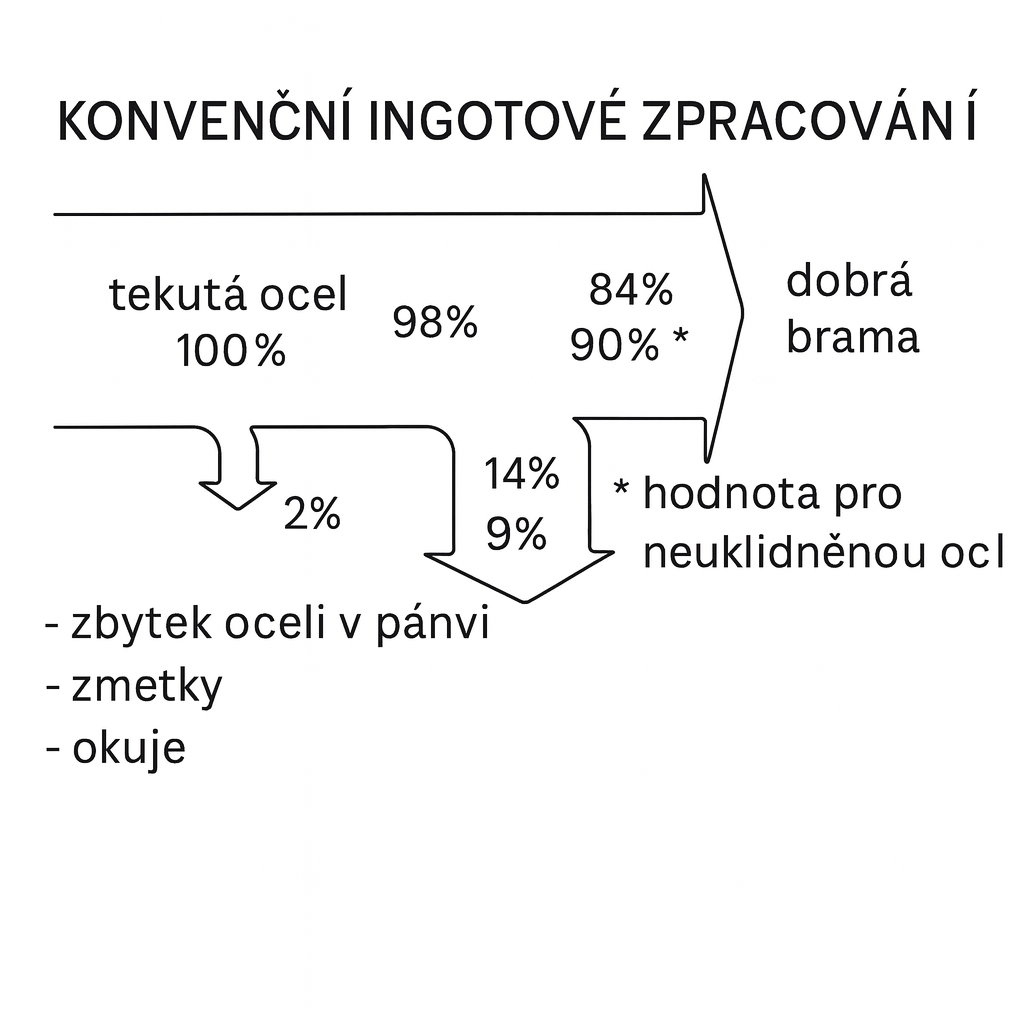 KONVENČNÍ INGOTOVÉ ZPRACOVÁNÍ
tekutá ocel
100%
98%
84%
90% *
dobrá
brama
2%
14%
9%
* hodnota pro
neuklidněnou ocl
- zbytek oceli v pánvi
- zmetky
- okuje